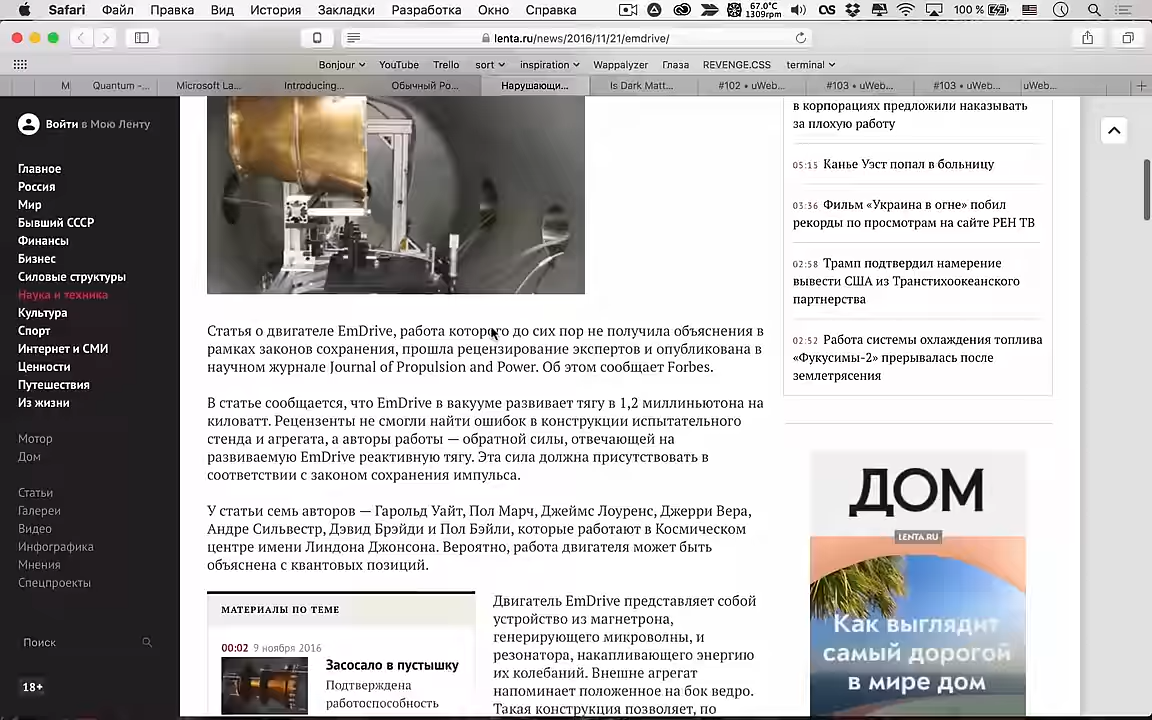 Safari Файл Правка Вид История Закладки Разработка Окно Справка 67.0°C 1309rpm 100 %
lenta.ru/news/2016/11/21/emdrive/
Bonjour YouTube Trello sort inspiration Wappalyzer Глаза REVENGE.CSS terminal
M Quantum -... Microsoft La... Introducing... Обычный Ро... Нарушающи... Is Dark Matt... #102 • uWeb... #103 • uWe... #103 • uWeb... uWeb...
Войти в Мою Ленту
Главное
Россия
Мир
Бывший СССР
Финансы
Бизнес
Силовые структуры
Наука и техника
Культура
Спорт
Интернет и СМИ
Ценности
Путешествия
Из жизни
Мотор
Дом
Статьи
Галереи
Видео
Инфографика
Мнения
Спецпроекты
Поиск
18+
Статья о двигателе EmDrive, работа которого до сих пор не получила объяснения в
рамках законов сохранения, прошла рецензирование экспертов и опубликована в
научном журнале Journal of Propulsion and Power. Об этом сообщает Forbes.
В статье сообщается, что EmDrive в вакууме развивает тягу в 1,2 миллиньютона на
киловатт. Рецензенты не смогли найти ошибок в конструкции испытательного
стенда и агрегата, а авторы работы — обратной силы, отвечающей на
развиваемую EmDrive реактивную тягу. Эта сила должна присутствовать в
соответствии с законом сохранения импульса.
У статьи семь авторов — Гарольд Уайт, Пол Марч, Джеймс Лоуренс, Джерри Вера,
Андре Сильвестр, Дэвид Брэйди и Пол Бэйли, которые работают в Космическом
центре имени Линдона Джонсона. Вероятно, работа двигателя может быть
объяснена с квантовых позиций.
МАТЕРИАЛЫ ПО ТЕМЕ
00:02 9 ноября 2016
Засосало в пустышку
Подтверждена
работоспособность
Двигатель EmDrive представляет собой
устройство из магнетрона,
генерирующего микроволны, и
резонатора, накапливающего энергию
их колебаний. Внешне агрегат
напоминает положенное на бок ведро.
Такая конструкция позволяет, по
в корпорациях предложили наказывать
за плохую работу
05:15 Канье Уэст попал в больницу
03:36 Фильм «Украина в огне» побил
рекорды по просмотрам на сайте РЕН ТВ
02:58 Трамп подтвердил намерение
вывести США из Транстихоокеанского
партнерства
02:52 Работа системы охлаждения топлива
«Фукусимы-2» прерывалась после
землетрясения
ДОМ
LENTA.RU
Как выглядит
самый дорогой
в мире дом